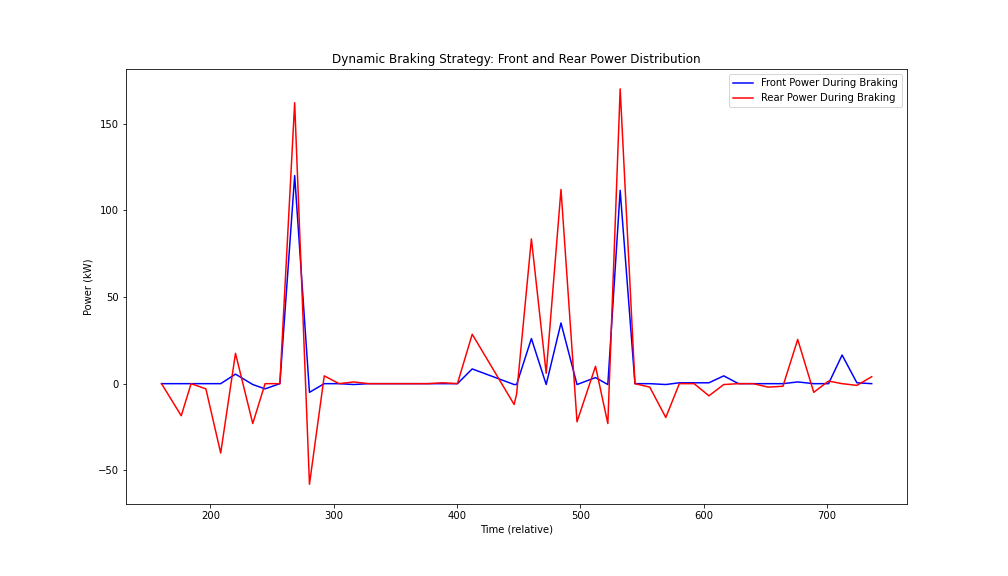 Dynamic Braking Strategy: Front and Rear Power Distribution
Front Power During Braking
Rear Power During Braking
Power (kW)
150
100
50
0
−50
200 300 400 500 600 700
Time (relative)